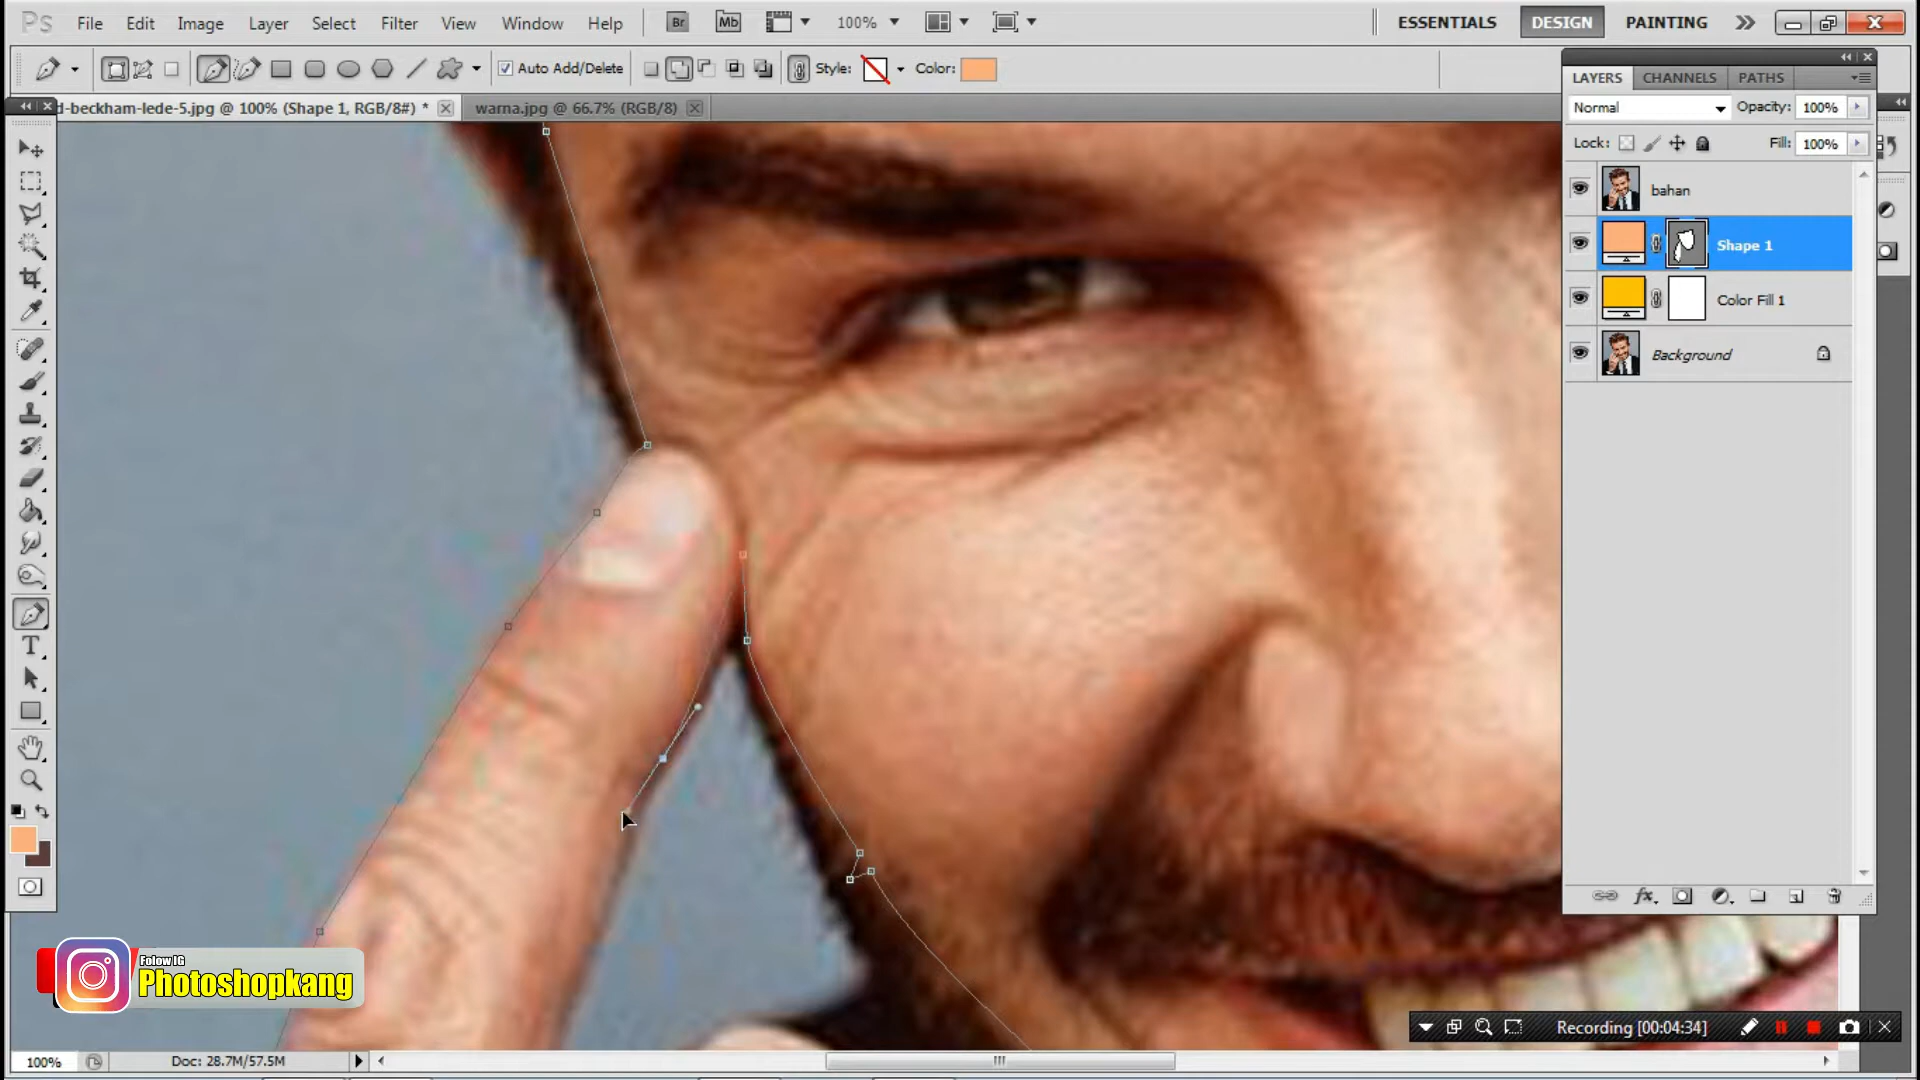 Ps File Edit Image Layer Select Filter View Window Help Br Mb 100% ESSENTIALS DESIGN PAINTING
Auto Add/Delete Style: Color:
d-beckham-lede-5.jpg @ 100% (Shape 1, RGB/8#) * warna.jpg @ 66.7% (RGB/8)
LAYERS CHANNELS PATHS
Normal Opacity: 100%
Lock: Fill: 100%
bahan
Shape 1
Color Fill 1
Background
T
fx
Folow IG
Photoshopkang
Recording [00:04:34]
100% Doc: 28.7M/57.5M